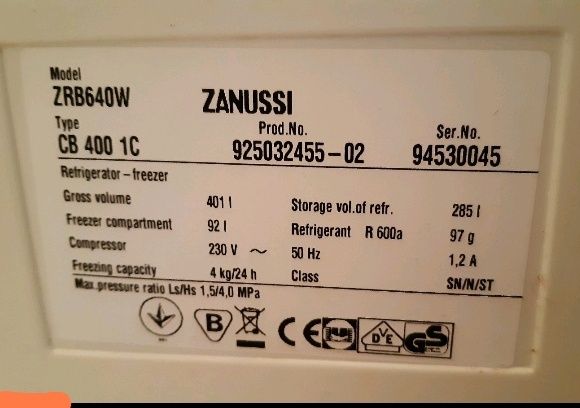 Model
ZRB640W ZANUSSI
Type Prod.No. Ser.No.
CB 400 1C 925032455-02 94530045
Refrigerator - freezer
Gross volume 401 l Storage vol.of refr. 285 l
Freezer compartment 92 l Refrigerant R 600a 97 g
Compressor 230 V ~ 50 Hz 1,2 A
Freezing capacity 4 kg/24 h Class SN/N/ST
Max.pressure ratio Ls/Hs 1,5/4,0 MPa
B CE DVE GS